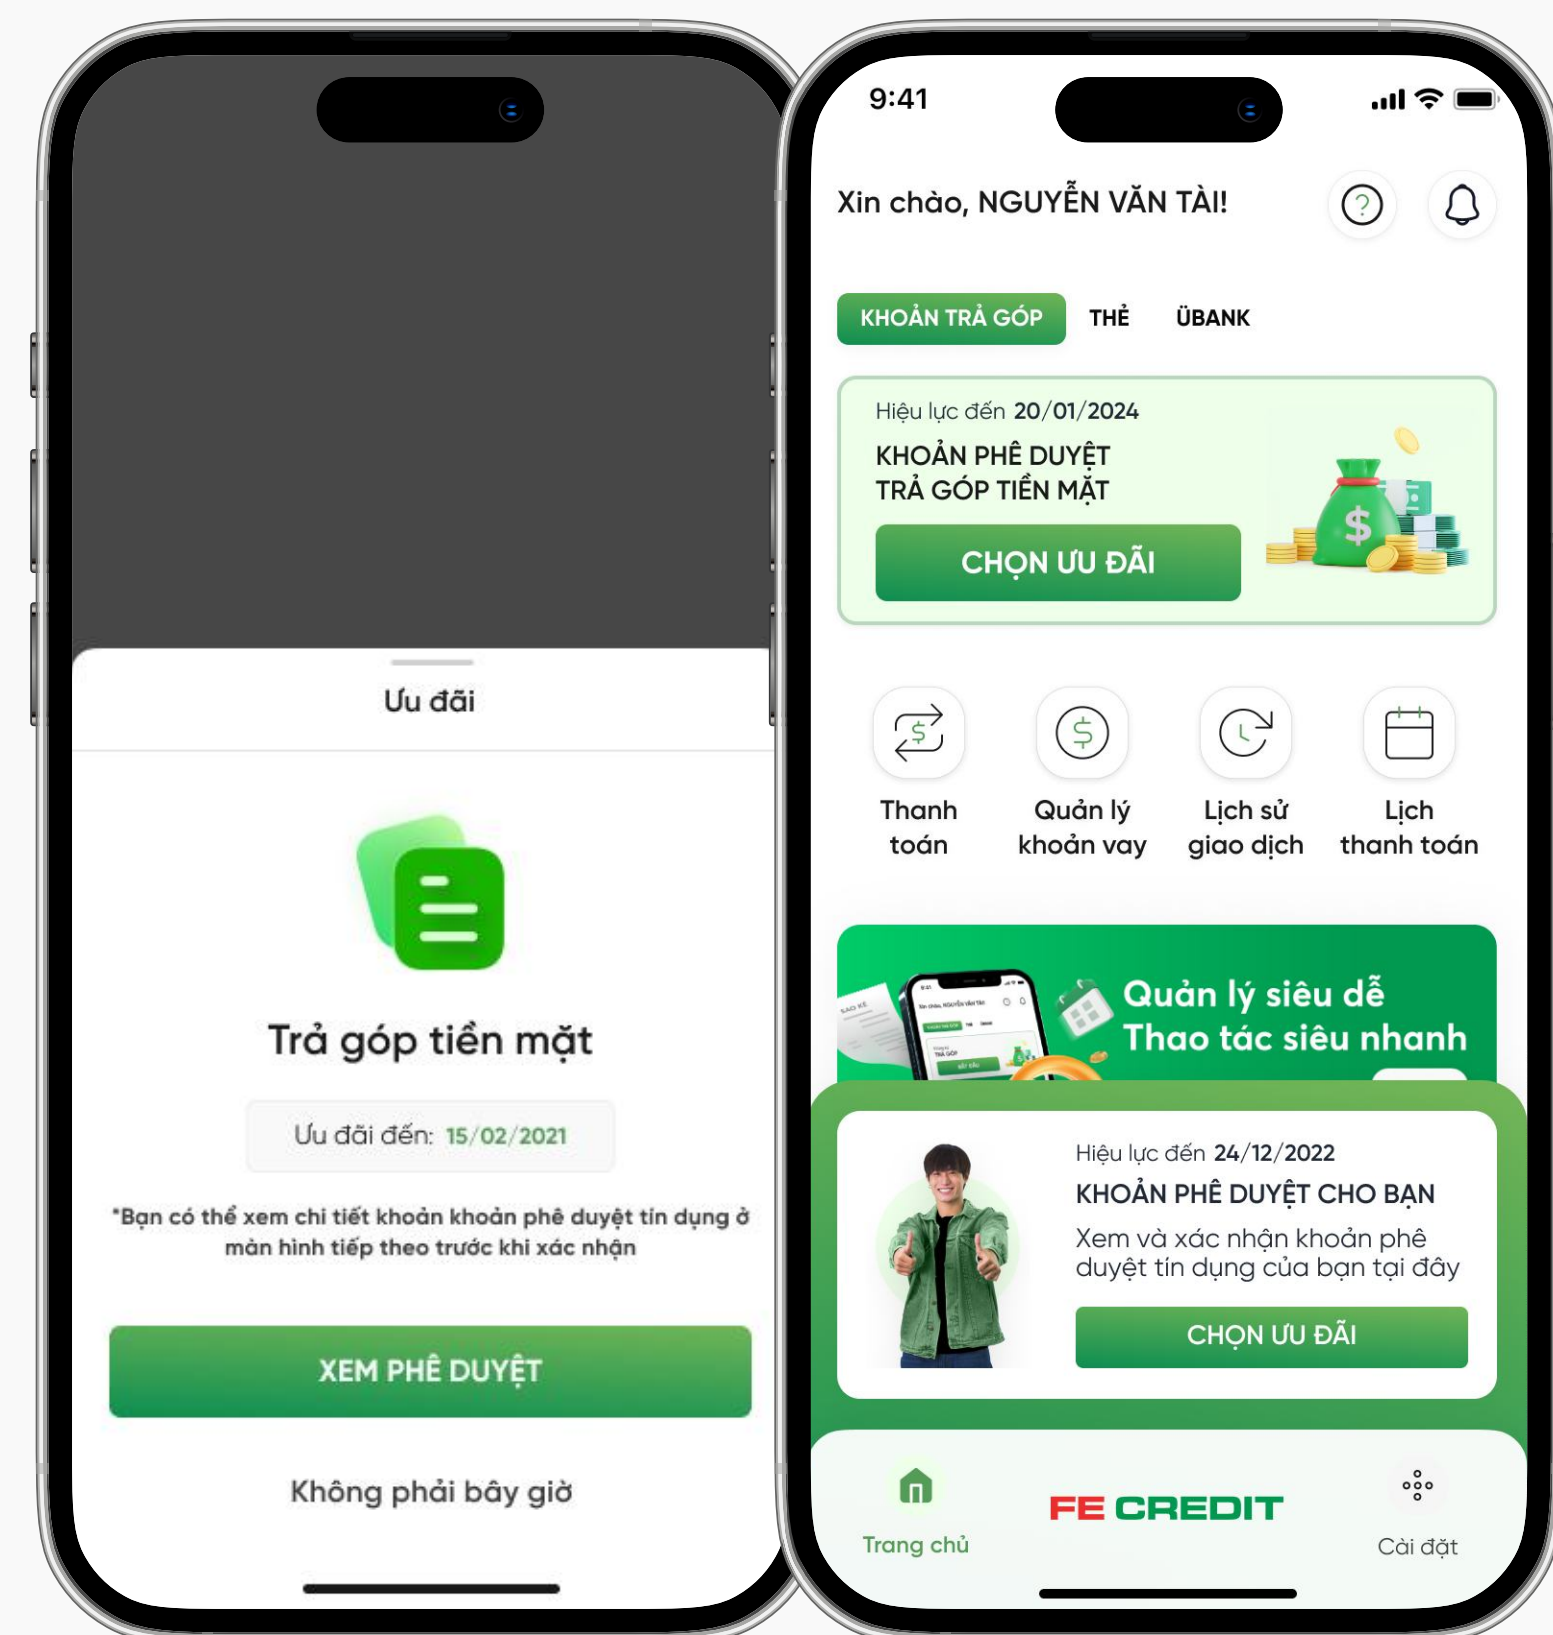 Ưu đãi
Trả góp tiền mặt
Ưu đãi đến: 15/02/2021
*Bạn có thể xem chi tiết khoản khoản phê duyệt tín dụng ở
màn hình tiếp theo trước khi xác nhận
XEM PHÊ DUYỆT
Không phải bây giờ
9:41
Xin chào, NGUYỄN VĂN TÀI!
KHOẢN TRẢ GÓP THẺ ÜBANK
Hiệu lực đến 20/01/2024
KHOẢN PHÊ DUYỆT
TRẢ GÓP TIỀN MẶT
CHỌN ƯU ĐÃI
$
Thanh
toán
Quản lý
khoản vay
Lịch sử
giao dịch
Lịch
thanh toán
SAO KÊ
Quản lý siêu dễ
Thao tác siêu nhanh
Hiệu lực đến 24/12/2022
KHOẢN PHÊ DUYỆT CHO BẠN
Xem và xác nhận khoản phê
duyệt tín dụng của bạn tại đây
CHỌN ƯU ĐÃI
Trang chủ
FE CREDIT
Cài đặt